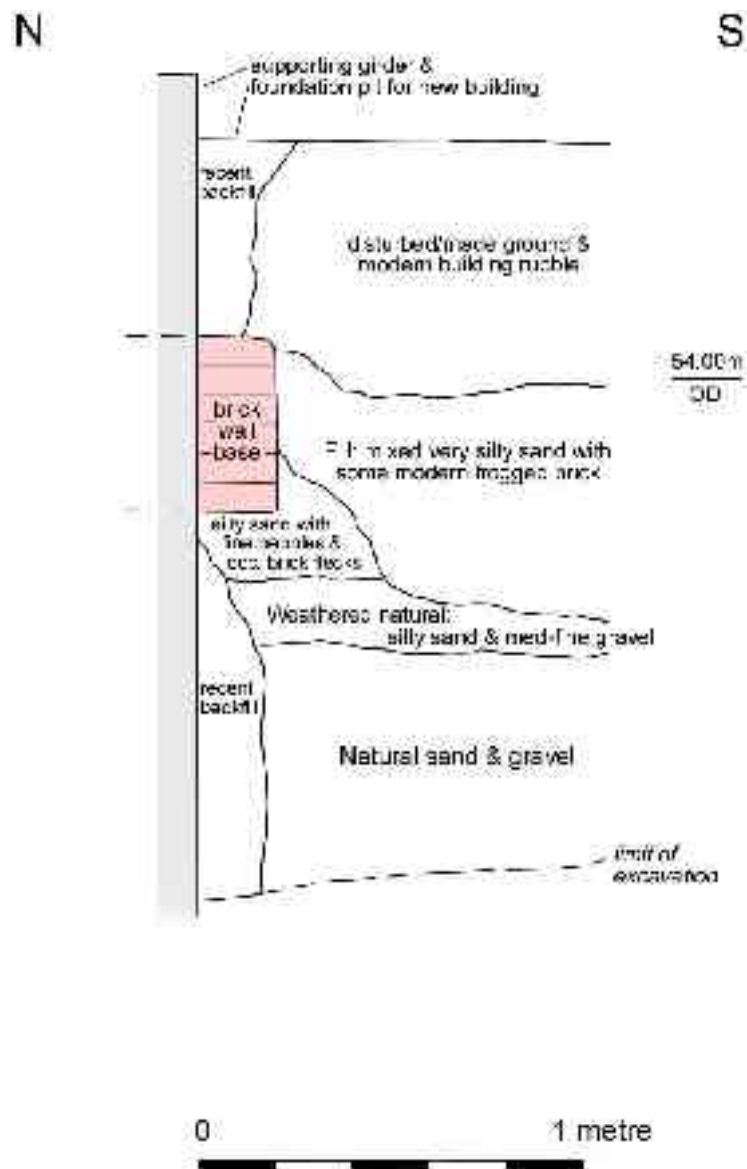 N
S
supporting girder &
foundation pit for new building
recent
backfill
disturbed/made ground &
modern building rubble
54.00m
OD
brick
wall
base
Fill: mixed very silty sand with
some modern frogged brick
silty sand with
fine pebbles &
occ. brick flecks
Weathered natural:
silty sand & med-fine gravel
recent
backfill
Natural sand & gravel
limit of
excavation
0
1 metre